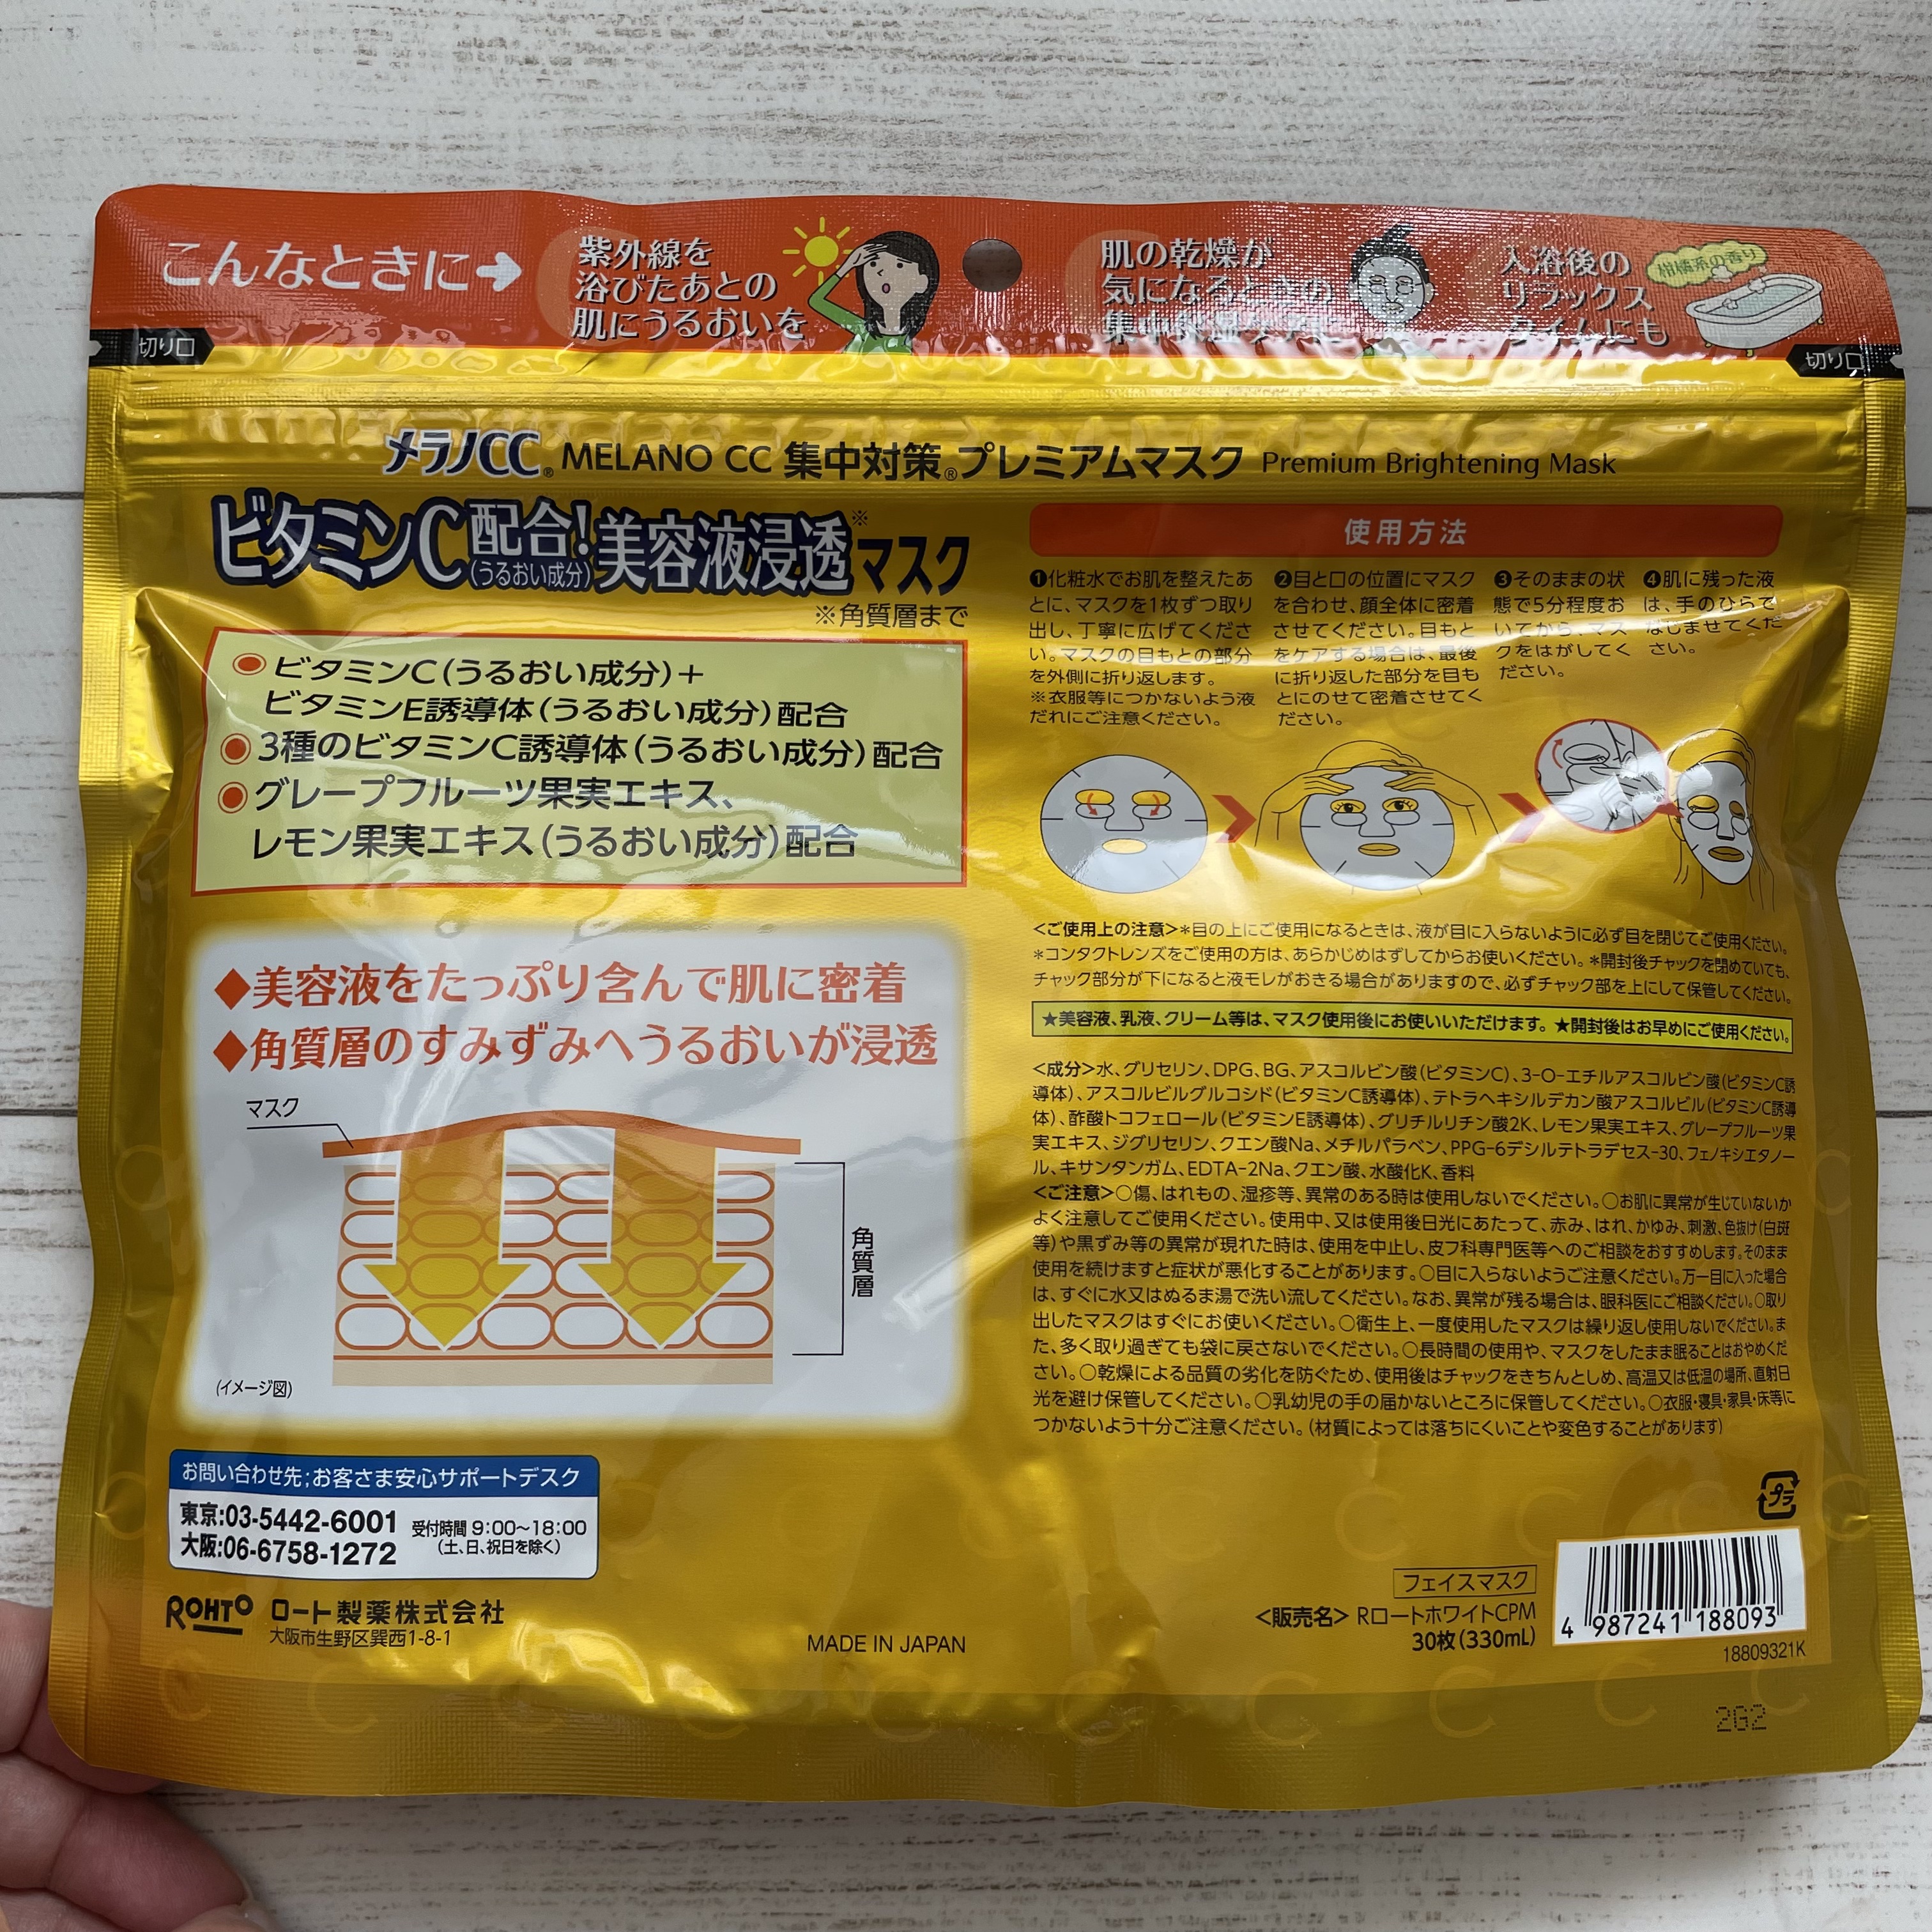 こんなときに
紫外線を
浴びたあとの
肌にうるおいを
肌の乾燥が
気になるときの
集中保湿ケアに
入浴後の
リラックス
タイムにも
柑橘系の香り
切り口
切り口
メラノCC® MELANO CC 集中対策®プレミアムマスク Premium Brightening Mask
ビタミンC配合!美容液浸透※マスク
(うるおい成分)
※角質層まで
ビタミンC(うるおい成分)+
ビタミンE誘導体(うるおい成分)配合
3種のビタミンC誘導体(うるおい成分)配合
グレープフルーツ果実エキス、
レモン果実エキス(うるおい成分)配合
◆美容液をたっぷり含んで肌に密着
◆角質層のすみずみへうるおいが浸透
マスク
角質層
(イメージ図)
お問い合わせ先;お客さま安心サポートデスク
東京:03-5442-6001
大阪:06-6758-1272
受付時間 9:00〜18:00
(土、日、祝日を除く)
ROHTO ロート製薬株式会社
大阪市生野区巽西1-8-1
MADE IN JAPAN
使用方法
❶化粧水でお肌を整えたあ
とに、マスクを1枚ずつ取り
出し、丁寧に広げてくださ
い。マスクの目もとの部分
を外側に折り返します。
※衣服等につかないよう液
だれにご注意ください。
❷目と口の位置にマスク
を合わせ、顔全体に密着
させてください。目もと
をケアする場合は、最後
に折り返した部分を目も
とにのせて密着させてく
ださい。
❸そのままの状
態で5分程度お
いてから、マス
クをはがしてく
ださい。
❹肌に残った液
は、手のひらで
なじませてくだ
さい。
<ご使用上の注意>＊目の上にご使用になるときは、液が目に入らないように必ず目を閉じてご使用ください。
＊コンタクトレンズをご使用の方は、あらかじめはずしてからお使いください。＊開封後チャックを閉めていても、
チャック部分が下になると液モレがおきる場合がありますので、必ずチャック部を上にして保管してください。
★美容液、乳液、クリーム等は、マスク使用後にお使いいただけます。★開封後はお早めにご使用ください。
<成分>水、グリセリン、DPG、BG、アスコルビン酸(ビタミンC)、3-O-エチルアスコルビン酸(ビタミンC誘
導体)、アスコルビルグルコシド(ビタミンC誘導体)、テトラヘキシルデカン酸アスコルビル(ビタミンC誘導
体)、酢酸トコフェロール(ビタミンE誘導体)、グリチルリチン酸2K、レモン果実エキス、グレープフルーツ果
実エキス、ジグリセリン、クエン酸Na、メチルパラベン、PPG-6デシルテトラデセス-30、フェノキシエタノー
ル、キサンタンガム、EDTA-2Na、クエン酸、水酸化K、香料
<ご注意>○傷、はれもの、湿疹等、異常のある時は使用しないでください。○お肌に異常が生じていないか
よく注意してご使用ください。使用中、又は使用後日光にあたって、赤み、はれ、かゆみ、刺激、色抜け(白斑
等)や黒ずみ等の異常が現れた時は、使用を中止し、皮フ科専門医等へのご相談をおすすめします。そのまま
使用を続けますと症状が悪化することがあります。○目に入らないようご注意ください。万一目に入った場合
は、すぐに水又はぬるま湯で洗い流してください。なお、異常が残る場合は、眼科医にご相談ください。○取り
出したマスクはすぐにお使いください。○衛生上、一度使用したマスクは繰り返し使用しないでください。ま
た、多く取り過ぎても袋に戻さないでください。○長時間の使用や、マスクをしたまま眠ることはおやめくだ
さい。○乾燥による品質の劣化を防ぐため、使用後はチャックをきちんとしめ、高温又は低温の場所、直射日
光を避け保管してください。○乳幼児の手の届かないところに保管してください。○衣服・寝具・家具・床等に
つかないよう十分ご注意ください。(材質によっては落ちにくいことや変色することがあります)
プラ
フェイスマスク
<販売名> RロートホワイトCPM
30枚(330mL)
4 987241 188093
18809321K
2G2